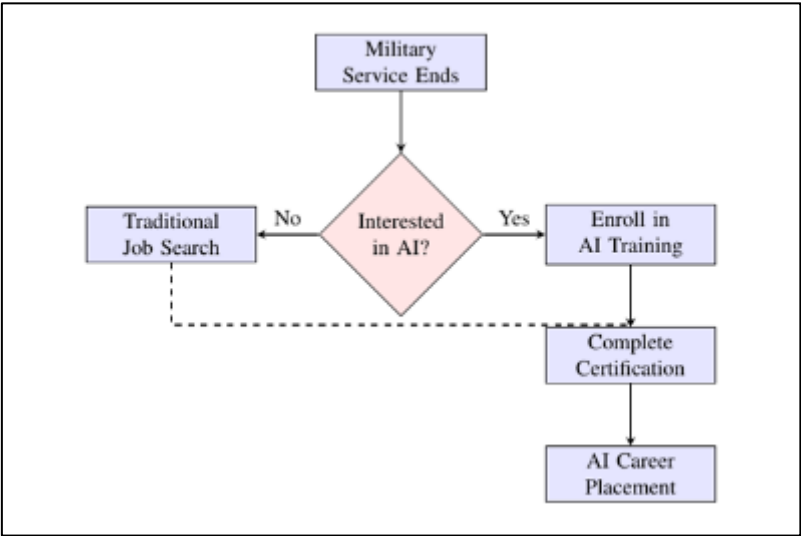 Military
Service Ends
Traditional
Job Search
No
Interested
in AI?
Yes
Enroll in
AI Training
Complete
Certification
AI Career
Placement